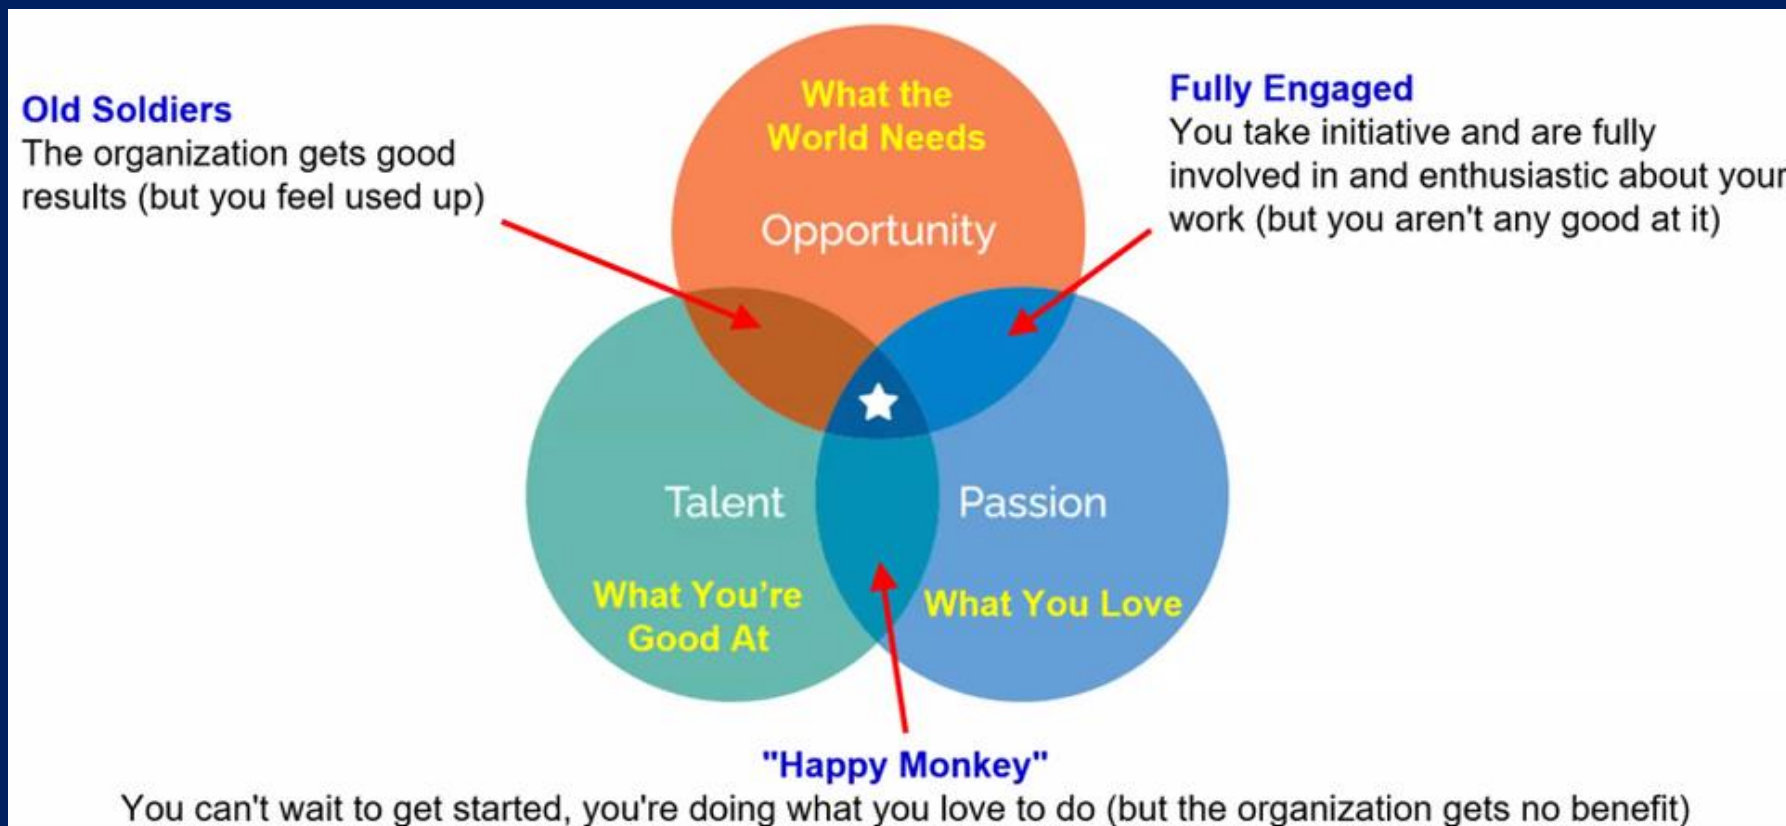 Old Soldiers
The organization gets good
results (but you feel used up)
What the
World Needs
Opportunity
Fully Engaged
You take initiative and are fully
involved in and enthusiastic about your
work (but you aren't any good at it)
Talent
What You’re
Good At
Passion
What You Love
"Happy Monkey"
You can't wait to get started, you're doing what you love to do (but the organization gets no benefit)